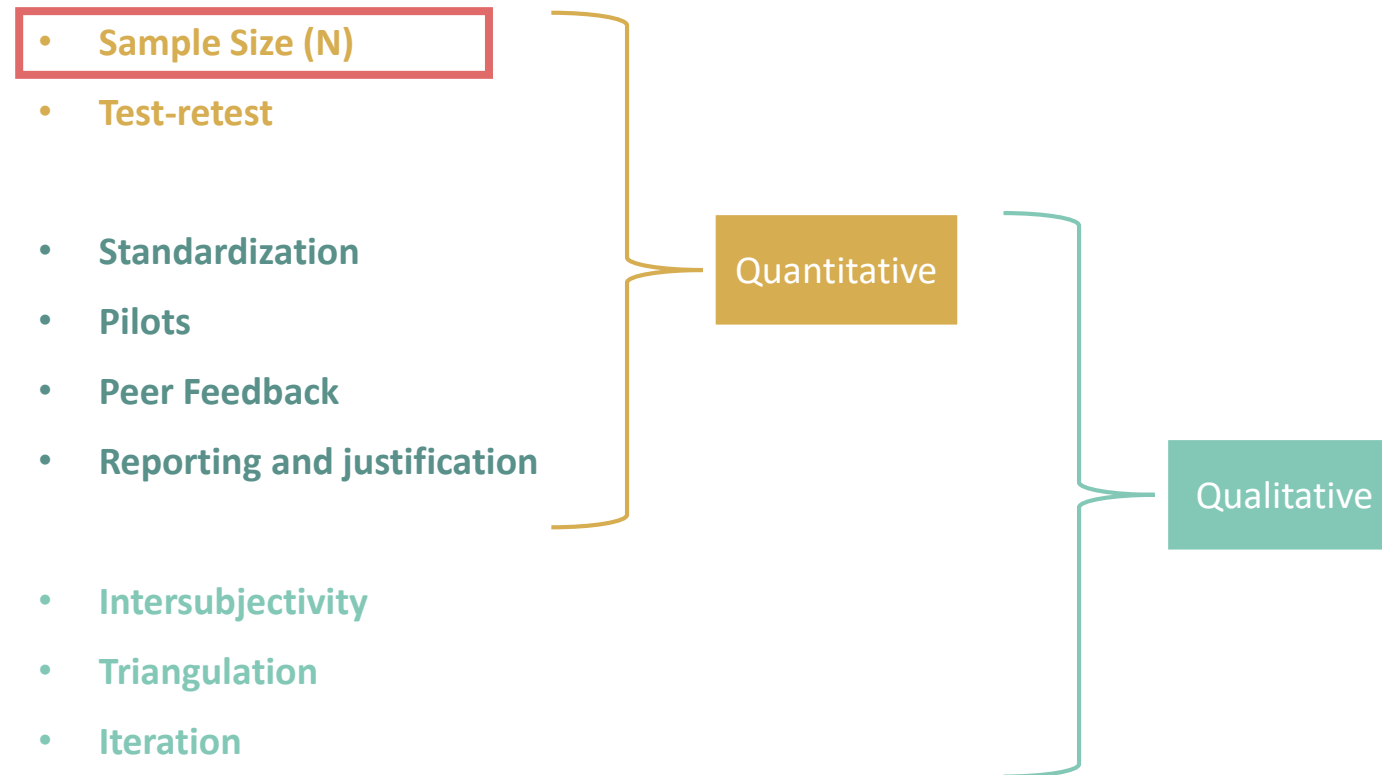 • Sample Size (N)
• Test-retest
• Standardization
• Pilots
• Peer Feedback
• Reporting and justification
• Intersubjectivity
• Triangulation
• Iteration
Quantitative
Qualitative